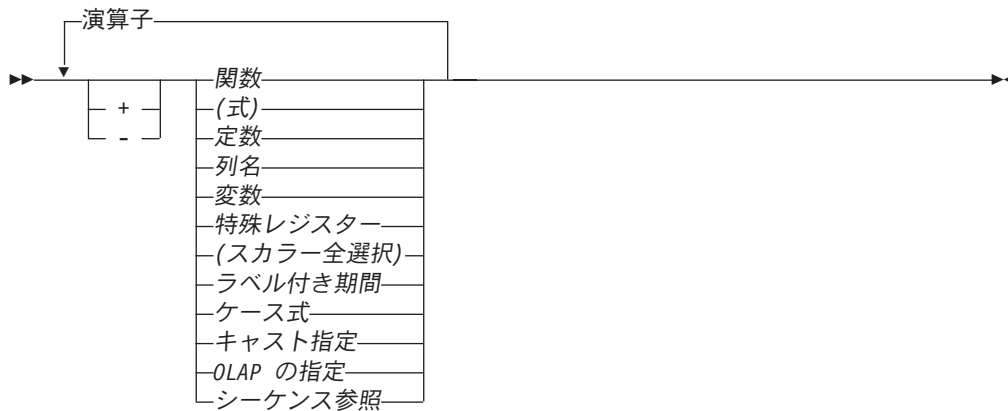 演算子
関数
+
(式)
-
定数
列名
変数
特殊レジスター
(スカラー全選択)
ラベル付き期間
ケース式
キャスト指定
OLAP の指定
シーケンス参照